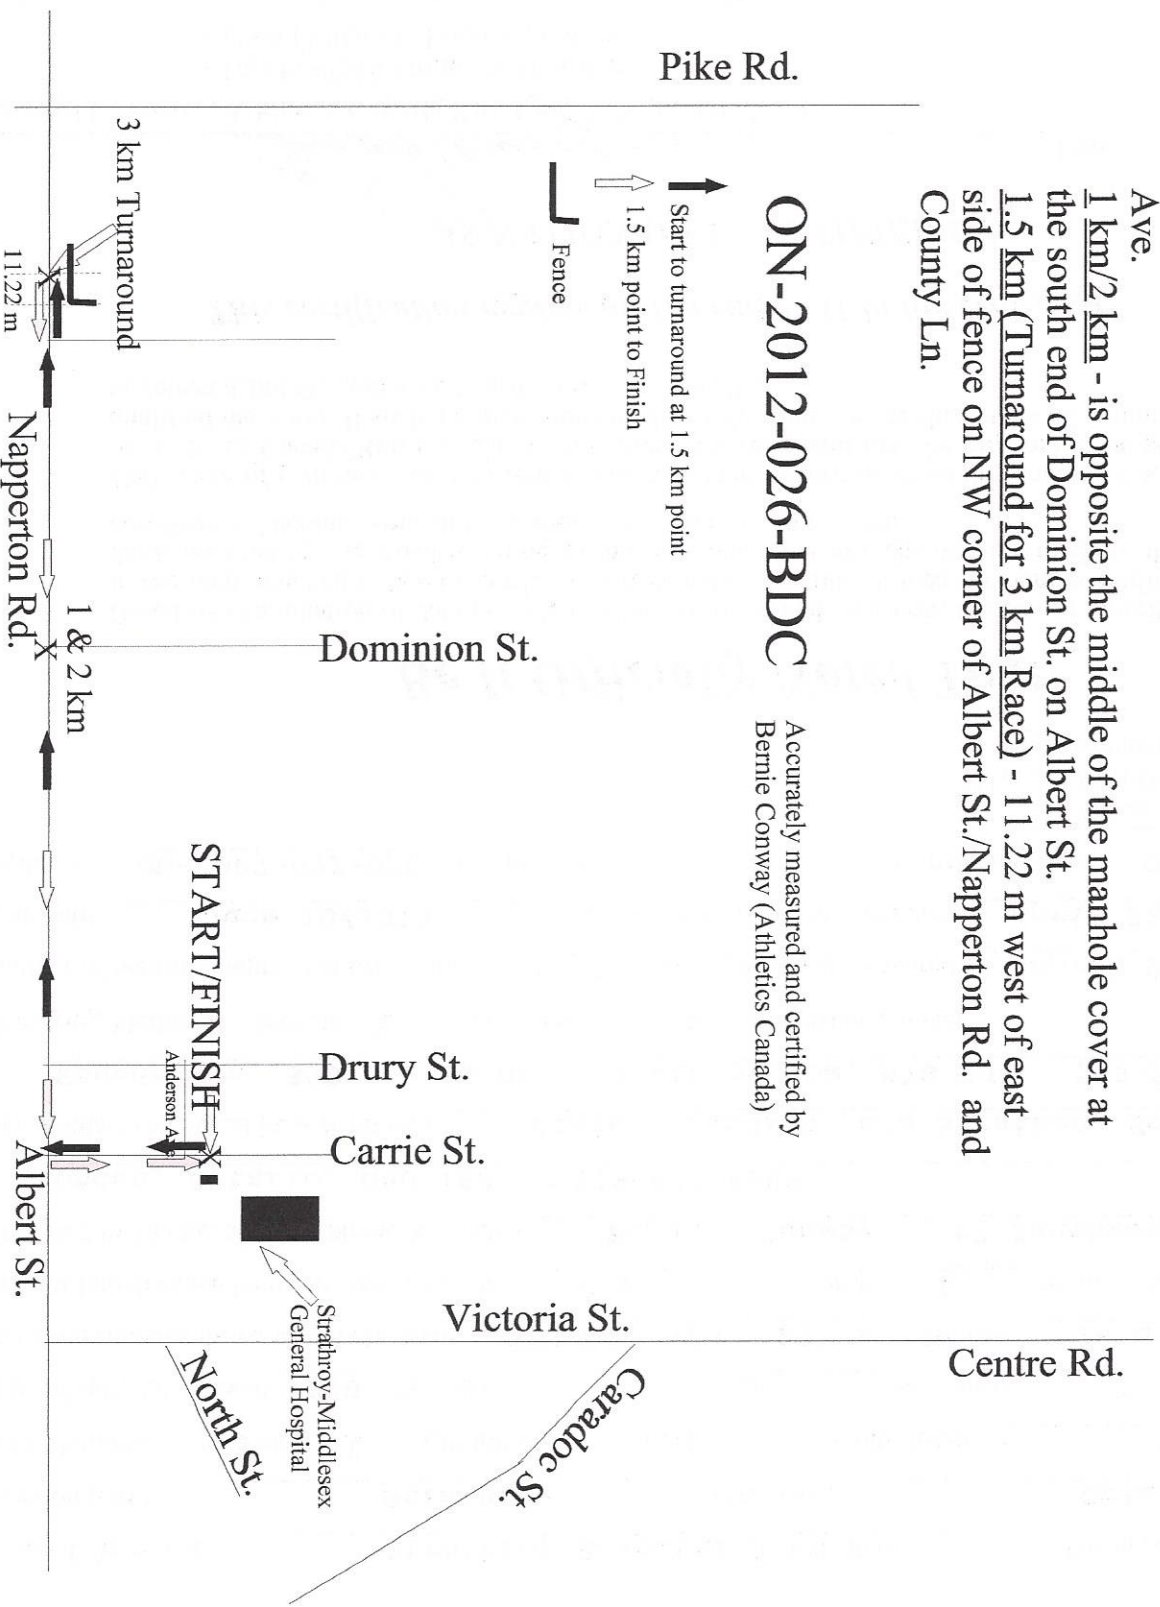 Ave.
1 km/2 km - is opposite the middle of the manhole cover at
the south end of Dominion St. on Albert St.
1.5 km (Turnaround for 3 km Race) - 11.22 m west of east
side of fence on NW corner of Albert St./Napperton Rd. and
County Ln.
ON-2012-026-BDC
Accurately measured and certified by
Bernie Conway (Athletics Canada)
Start to turnaround at 1.5 km point
1.5 km point to Finish
Fence
Pike Rd.
Dominion St.
Drury St.
Carrie St.
Victoria St.
Centre Rd.
Caradoc St.
North St.
Strathroy-Middlesex
General Hospital
START/FINISH
X
Anderson Ave
3 km Turnaround
X
11.22 m
1 & 2 km
X
Napperton Rd.
Albert St.